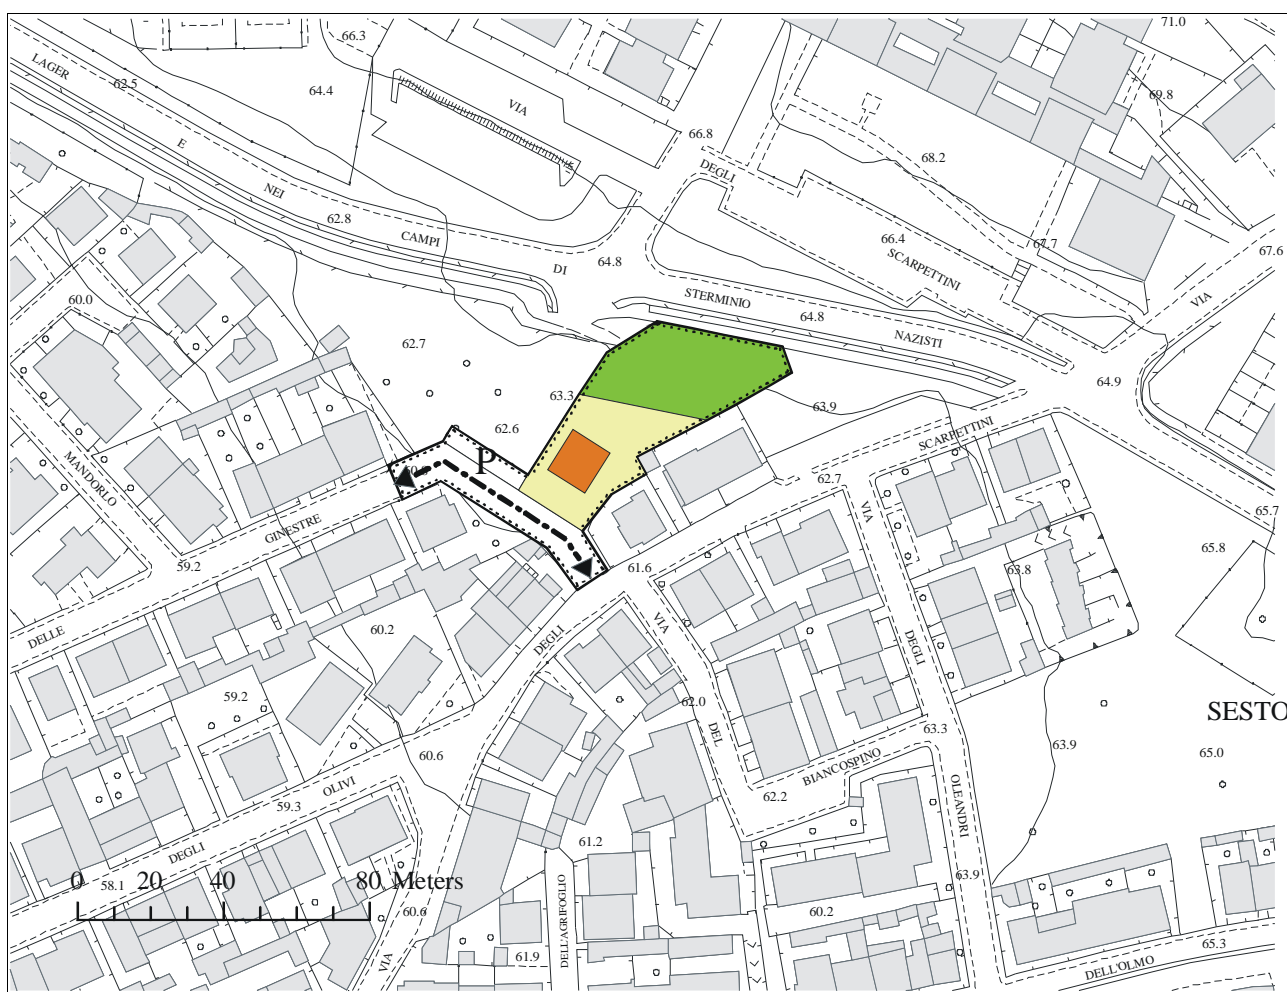 71.0
66.3
LAGER
62.5
64.4
VIA
69.8
66.8
E
DEGLI
68.2
NEI
62.8
CAMPI
66.4
67.7
67.6
64.8
DI
SCARPETTINI
60.0
STERMINIO
VIA
64.8
NAZISTI
62.7
64.9
63.3
63.9
62.6
SCARPETTINI
P
MANDORLO
62.7
VIA
65.7
GINESTRE
65.8
59.2
61.6
63.8
DELLE
60.2
DEGLI
VIA
DEGLI
59.2
62.0
SESTO
DEL
63.3
63.9
65.0
60.6
BIANCOSPINO
OLIVI
62.2
59.3
OLEANDRI
61.2
DEGLI
0 20 40 80 Meters
58.1
63.9
60.6
60.2
DELL'AGRIFOGLIO
65.3
61.9
VIA
DELL'OLMO